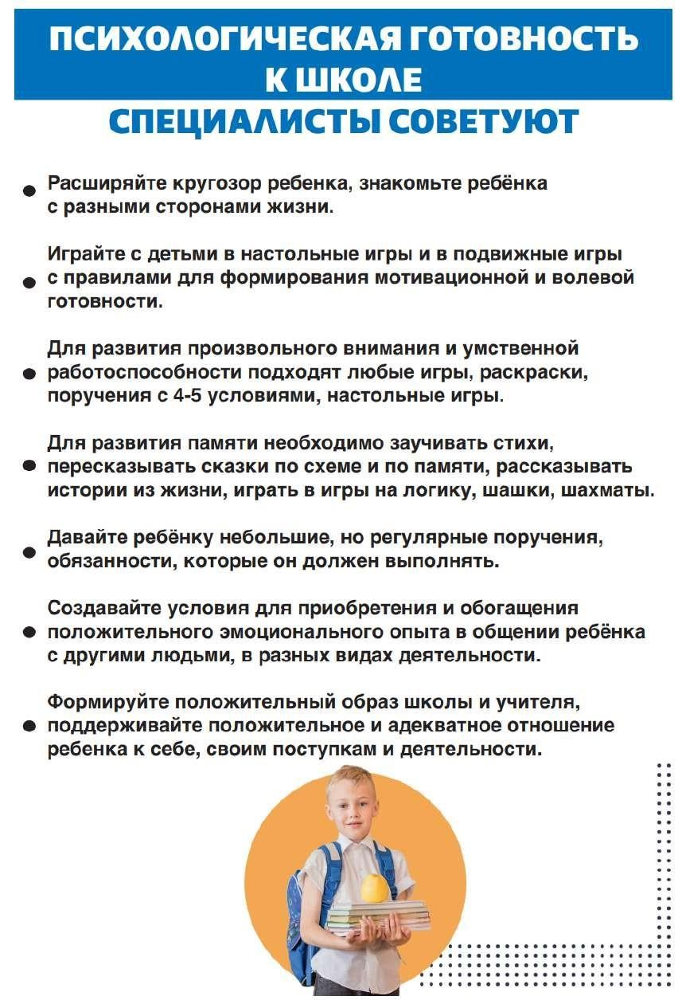 ПСИХОЛОГИЧЕСКАЯ ГОТОВНОСТЬ
К ШКОЛЕ
СПЕЦИАЛИСТЫ СОВЕТУЮТ
Расширяйте кругозор ребенка, знакомьте ребёнка
с разными сторонами жизни.
Играйте с детьми в настольные игры и в подвижные игры
с правилами для формирования мотивационной и волевой
готовности.
Для развития произвольного внимания и умственной
работоспособности подходят любые игры, раскраски,
поручения с 4-5 условиями, настольные игры.
Для развития памяти необходимо заучивать стихи,
пересказывать сказки по схеме и по памяти, рассказывать
истории из жизни, играть в игры на логику, шашки, шахматы.
Давайте ребёнку небольшие, но регулярные поручения,
обязанности, которые он должен выполнять.
Создавайте условия для приобретения и обогащения
положительного эмоционального опыта в общении ребёнка
с другими людьми, в разных видах деятельности.
Формируйте положительный образ школы и учителя,
поддерживайте положительное и адекватное отношение
ребенка к себе, своим поступкам и деятельности.